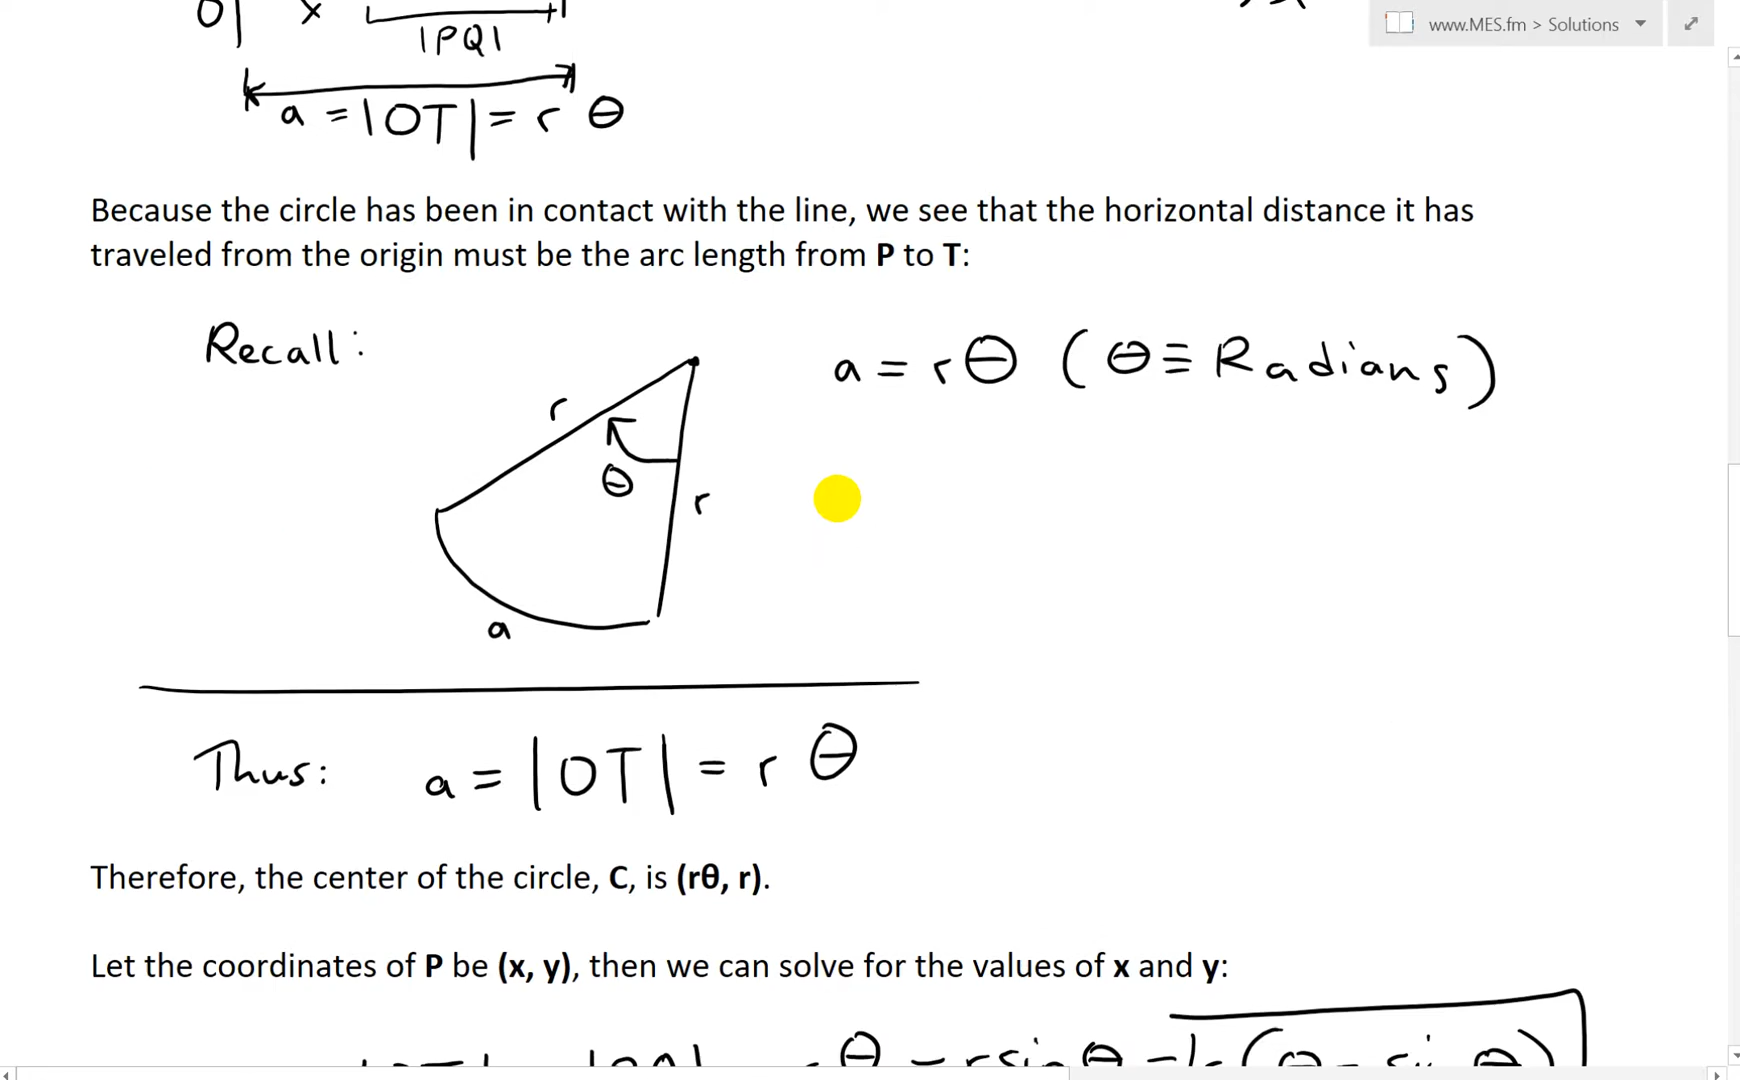 www.MES.fm > Solutions
|PQ|
a = |OT| = r θ
Because the circle has been in contact with the line, we see that the horizontal distance it has
traveled from the origin must be the arc length from P to T:
Recall:
a = rθ (θ ≡ Radians)
r
θ
r
a
Thus: a = |OT| = r θ
Therefore, the center of the circle, C, is (rθ, r).
Let the coordinates of P be (x, y), then we can solve for the values of x and y: